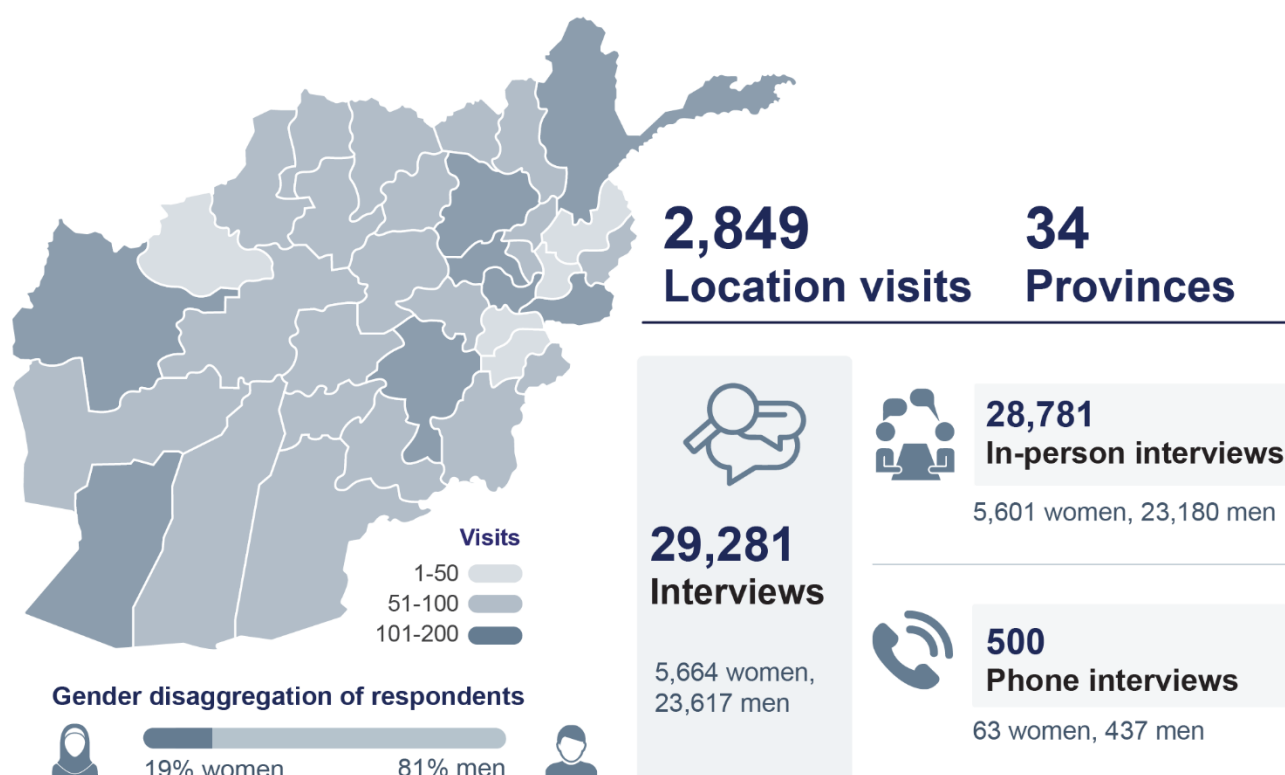 2,849
Location visits
34
Provinces
29,281
Interviews
5,664 women,
23,617 men
28,781
In-person interviews
5,601 women, 23,180 men
500
Phone interviews
63 women, 437 men
Visits
1-50
51-100
101-200
Gender disaggregation of respondents
19% women
81% men